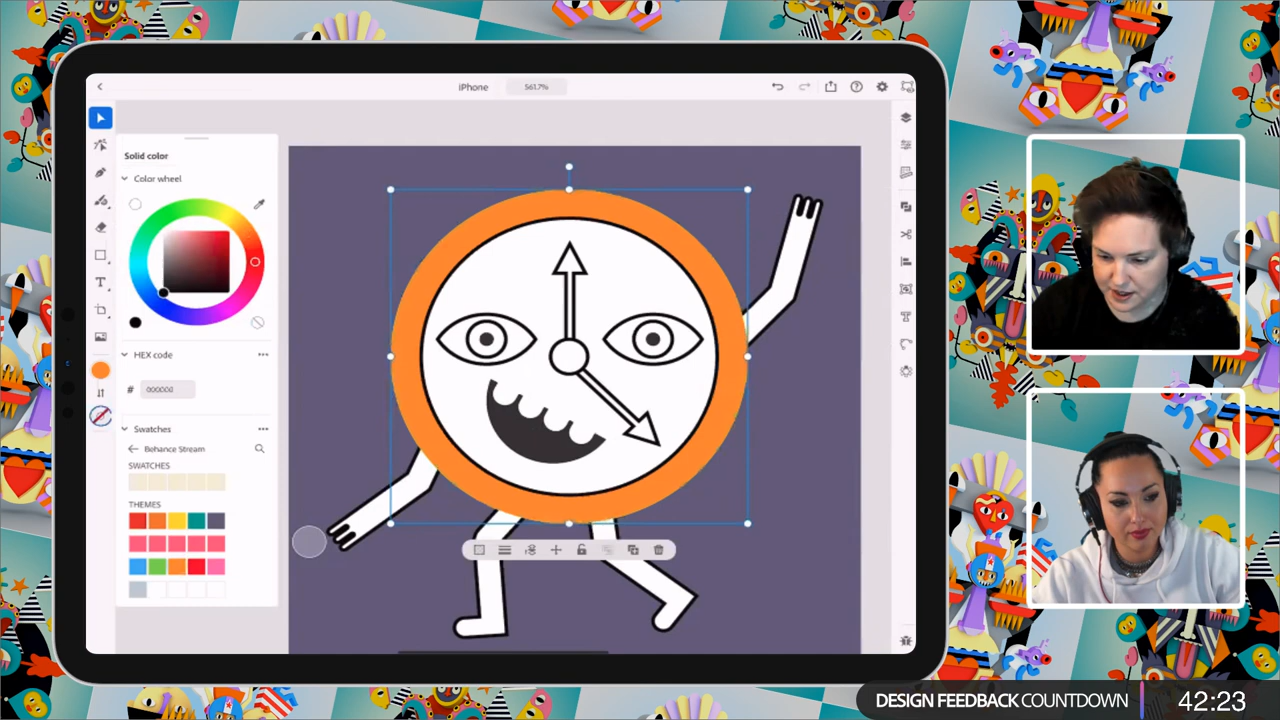 iPhone
561.7%
Solid color
Color wheel
HEX code
# 000000
Swatches
Behance Stream
SWATCHES
THEMES
DESIGN FEEDBACK COUNTDOWN 42:23